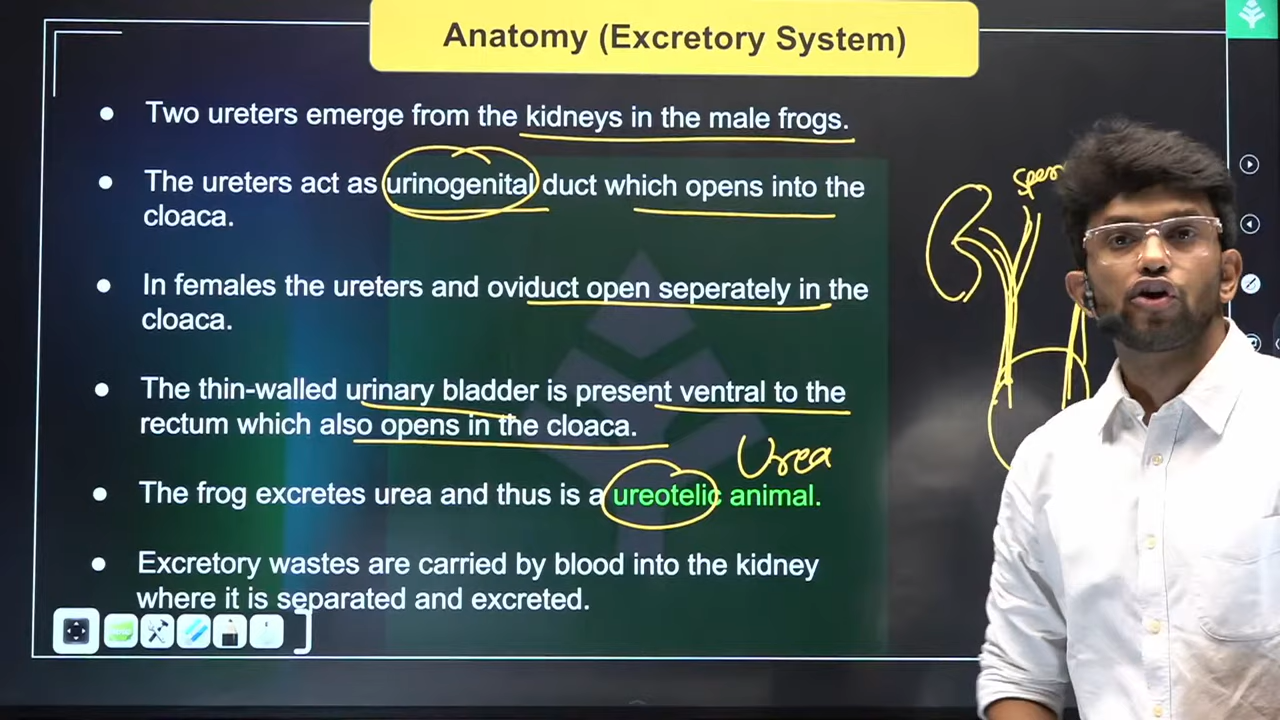 Anatomy (Excretory System)
● Two ureters emerge from the kidneys in the male frogs.
● The ureters act as urinogenital duct which opens into the
cloaca.
● In females the ureters and oviduct open seperately in the
cloaca.
● The thin-walled urinary bladder is present ventral to the
rectum which also opens in the cloaca.
Urea
● The frog excretes urea and thus is a ureotelic animal.
● Excretory wastes are carried by blood into the kidney
where it is separated and excreted.